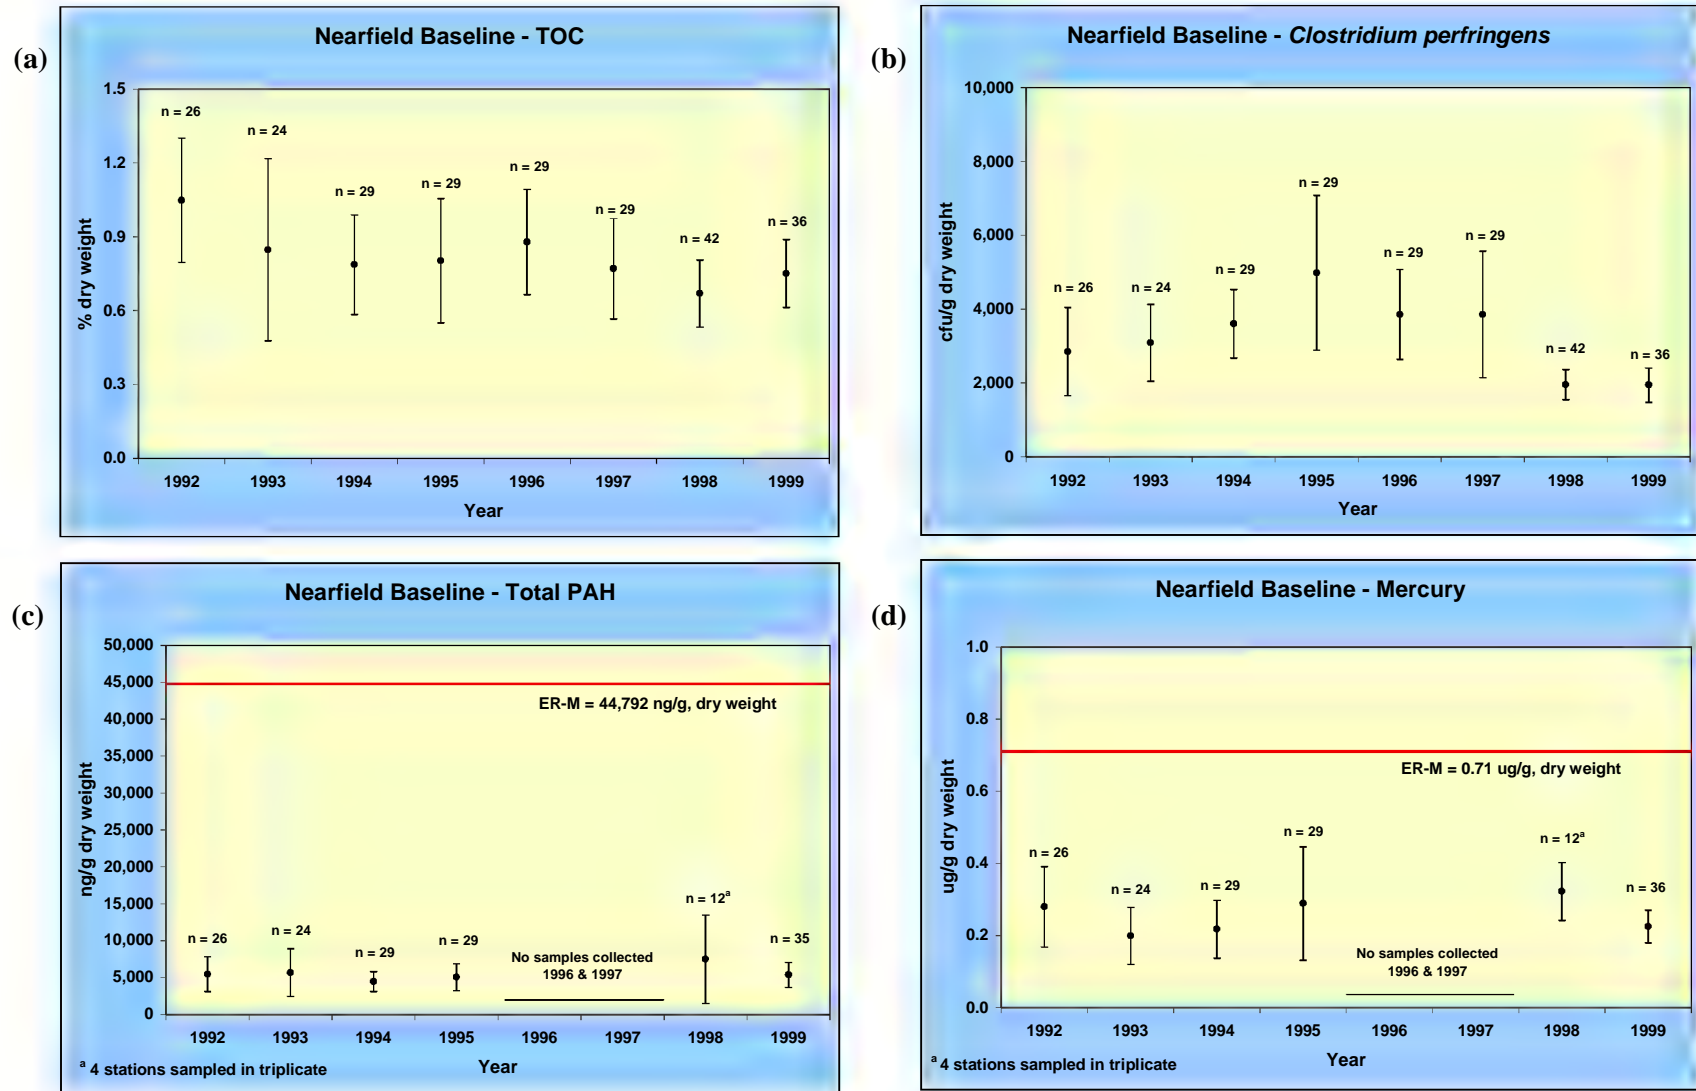 (a)
Nearfield Baseline - TOC
1.5
1.2
0.9
0.6
0.3
0.0
% dry weight
n = 26
n = 24
n = 29
n = 29
n = 29
n = 29
n = 42
n = 36
1992 1993 1994 1995 1996 1997 1998 1999
Year
(b)
Nearfield Baseline - Clostridium perfringens
10,000
8,000
6,000
4,000
2,000
0
cfu/g dry weight
n = 26
n = 24
n = 29
n = 29
n = 29
n = 29
n = 42
n = 36
1992 1993 1994 1995 1996 1997 1998 1999
Year
(c)
Nearfield Baseline - Total PAH
50,000
45,000
40,000
35,000
30,000
25,000
20,000
15,000
10,000
5,000
0
ng/g dry weight
ER-M = 44,792 ng/g, dry weight
n = 26
n = 24
n = 29
n = 29
No samples collected
1996 & 1997
n = 12ᵃ
n = 35
1992 1993 1994 1995 1996 1997 1998 1999
Year
ᵃ 4 stations sampled in triplicate
(d)
Nearfield Baseline - Mercury
1.0
0.8
0.6
0.4
0.2
0.0
ug/g dry weight
ER-M = 0.71 ug/g, dry weight
n = 26
n = 24
n = 29
n = 29
No samples collected
1996 & 1997
n = 12ᵃ
n = 36
1992 1993 1994 1995 1996 1997 1998 1999
Year
ᵃ 4 stations sampled in triplicate